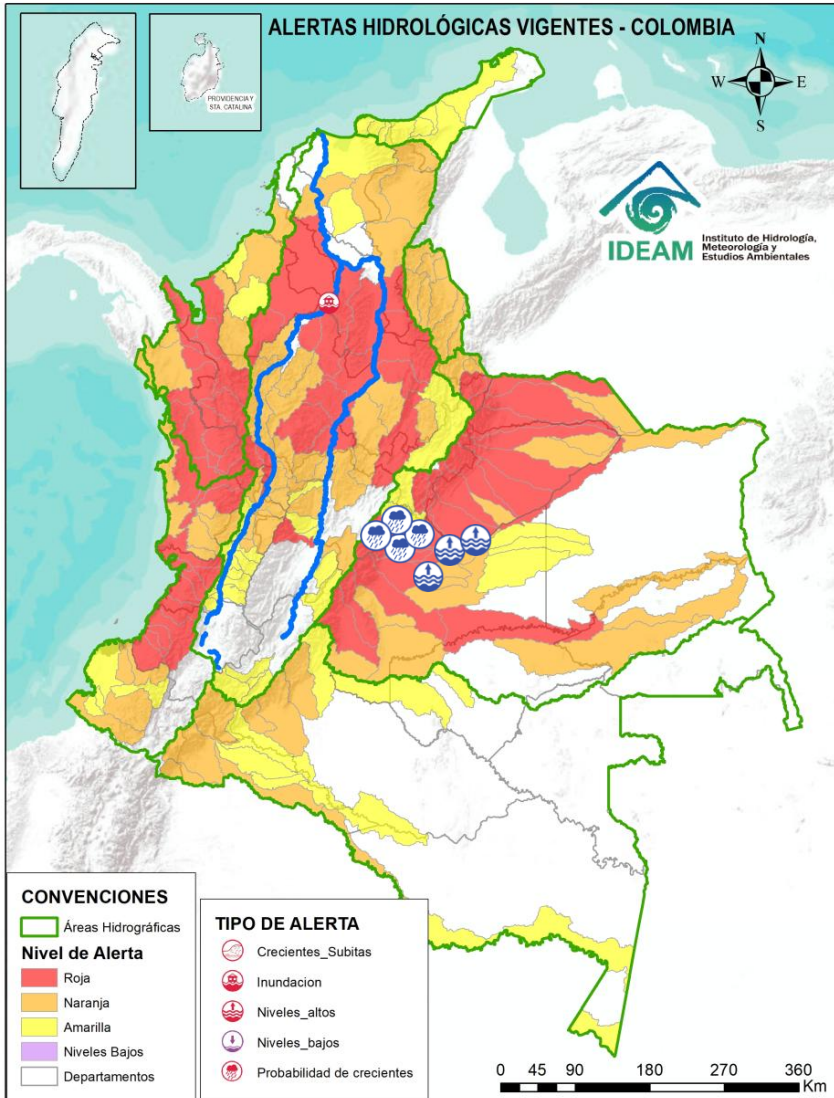 ALERTAS HIDROLÓGICAS VIGENTES - COLOMBIA
PROVIDENCIA Y
STA. CATALINA
N
W
E
S
IDEAM
Instituto de Hidrología,
Meteorología y
Estudios Ambientales
CONVENCIONES
Áreas Hidrográficas
Nivel de Alerta
Roja
Naranja
Amarilla
Niveles Bajos
Departamentos
TIPO DE ALERTA
Crecientes_Subitas
Inundacion
Niveles_altos
Niveles_bajos
Probabilidad de crecientes
0 45 90 180 270 360
Km